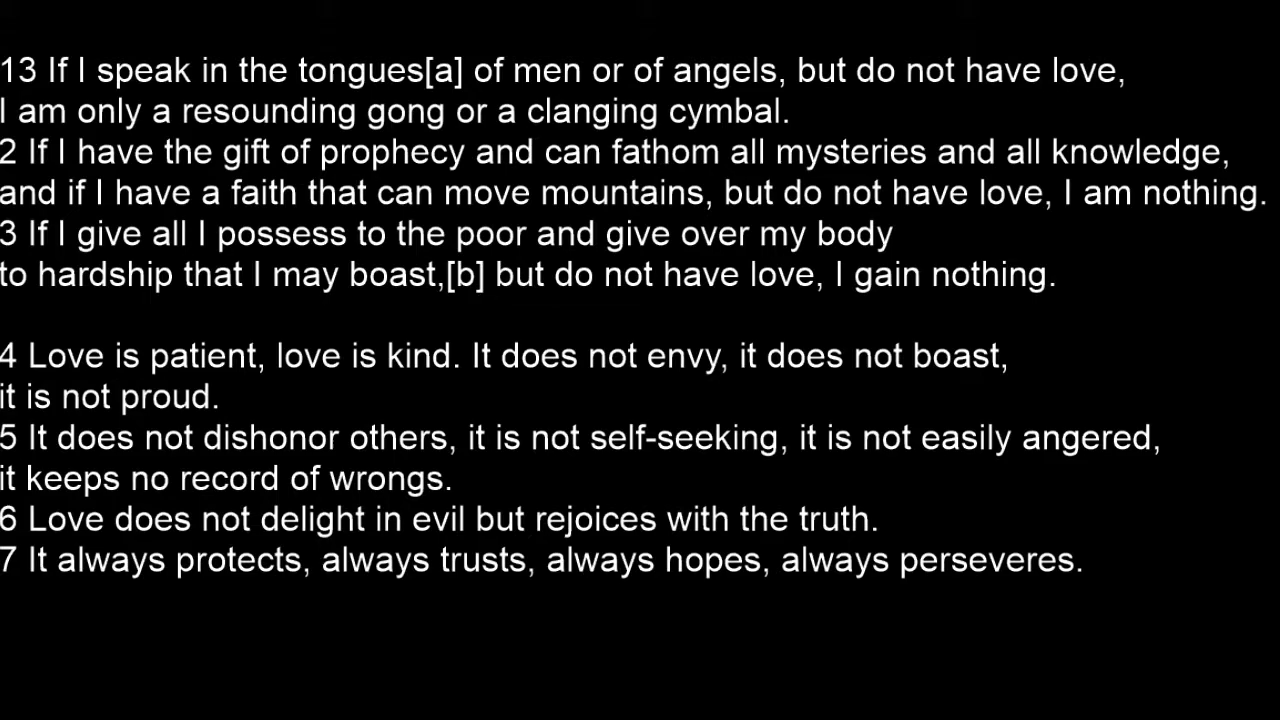 13 If I speak in the tongues[a] of men or of angels, but do not have love,
I am only a resounding gong or a clanging cymbal.
2 If I have the gift of prophecy and can fathom all mysteries and all knowledge,
and if I have a faith that can move mountains, but do not have love, I am nothing.
3 If I give all I possess to the poor and give over my body
to hardship that I may boast,[b] but do not have love, I gain nothing.
4 Love is patient, love is kind. It does not envy, it does not boast,
it is not proud.
5 It does not dishonor others, it is not self-seeking, it is not easily angered,
it keeps no record of wrongs.
6 Love does not delight in evil but rejoices with the truth.
7 It always protects, always trusts, always hopes, always perseveres.